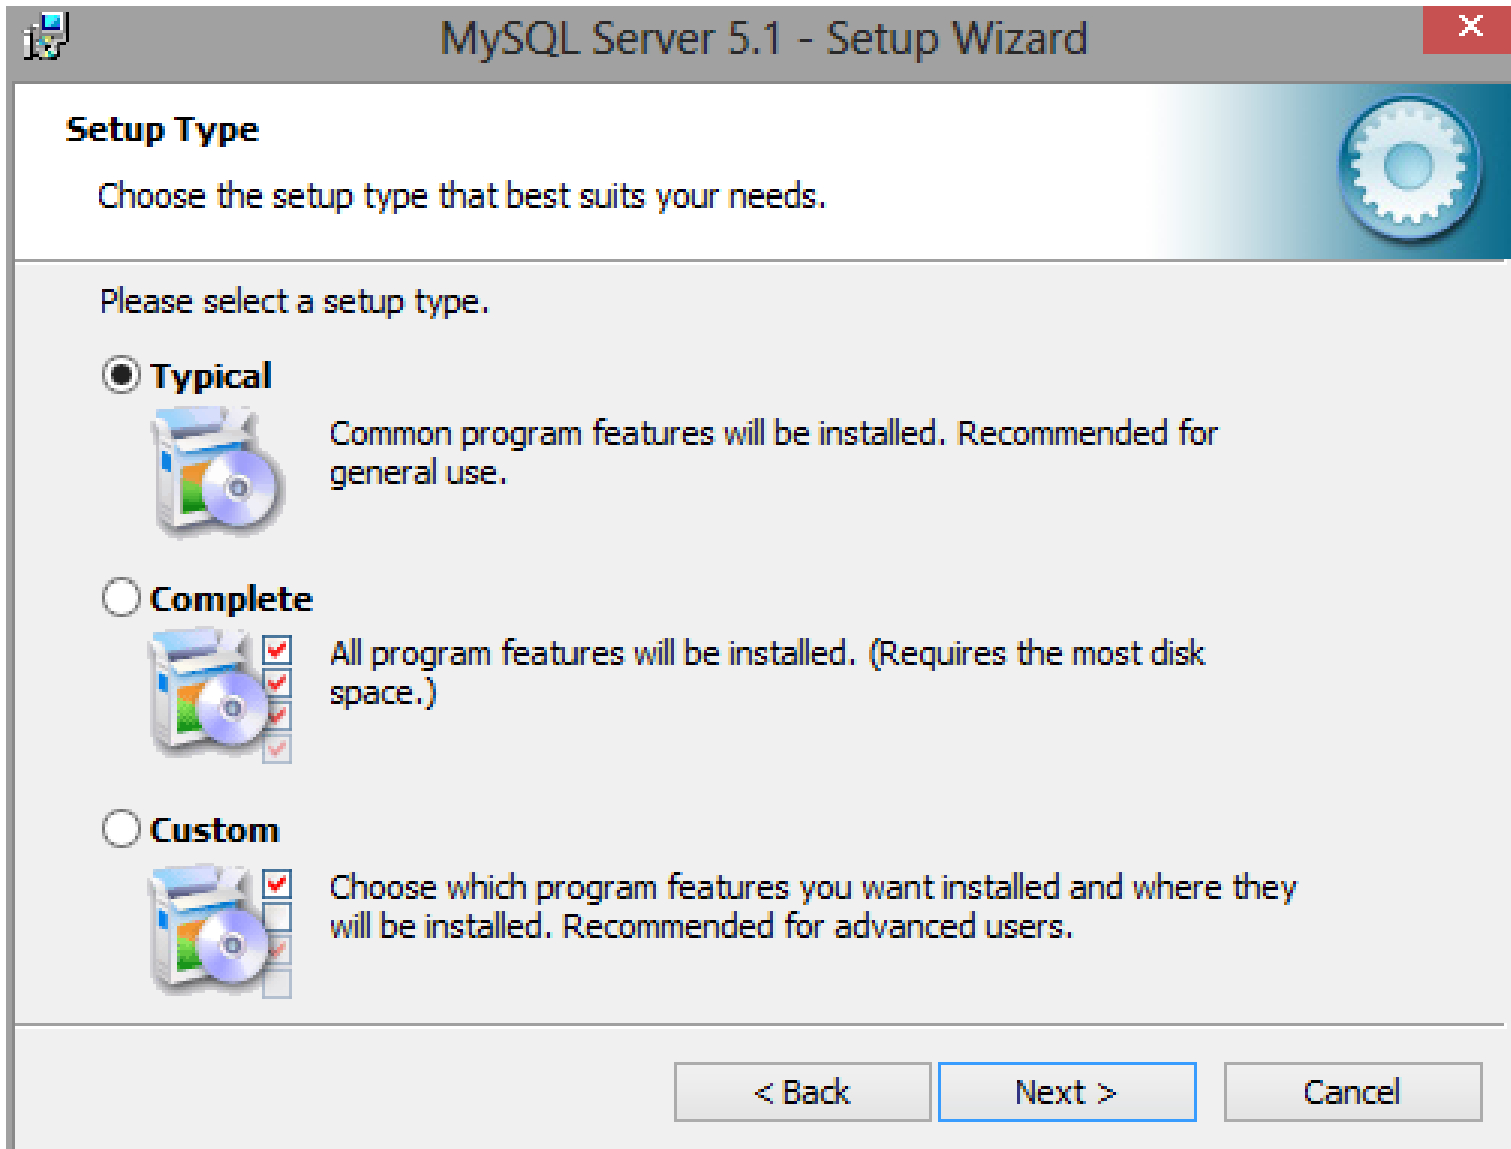 MySQL Server 5.1 - Setup Wizard
Setup Type
Choose the setup type that best suits your needs.
Please select a setup type.
Typical
Common program features will be installed. Recommended for
general use.
Complete
All program features will be installed. (Requires the most disk
space.)
Custom
Choose which program features you want installed and where they
will be installed. Recommended for advanced users.
< Back
Next >
Cancel